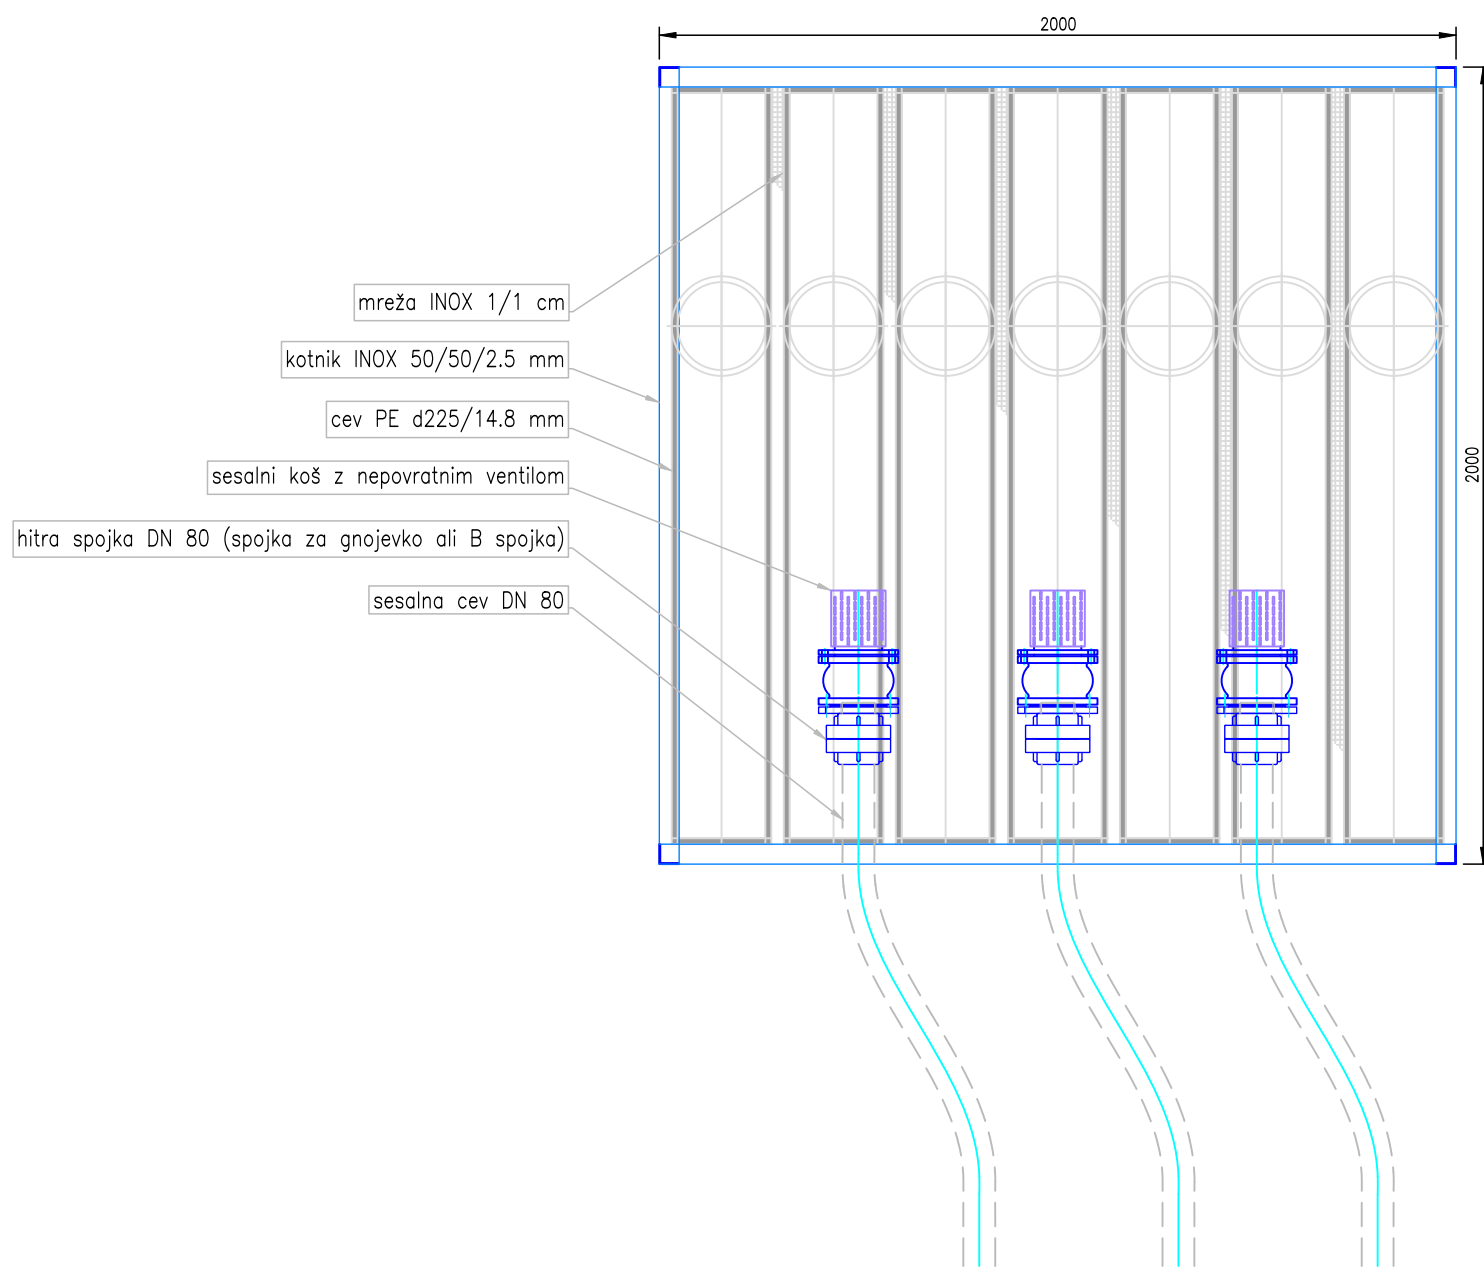 2000
mreža INOX 1/1 cm
kotnik INOX 50/50/2.5 mm
cev PE d225/14.8 mm
2000
sesalni koš z nepovratnim ventilom
hitra spojka DN 80 (spojka za gnojevko ali B spojka)
sesalna cev DN 80